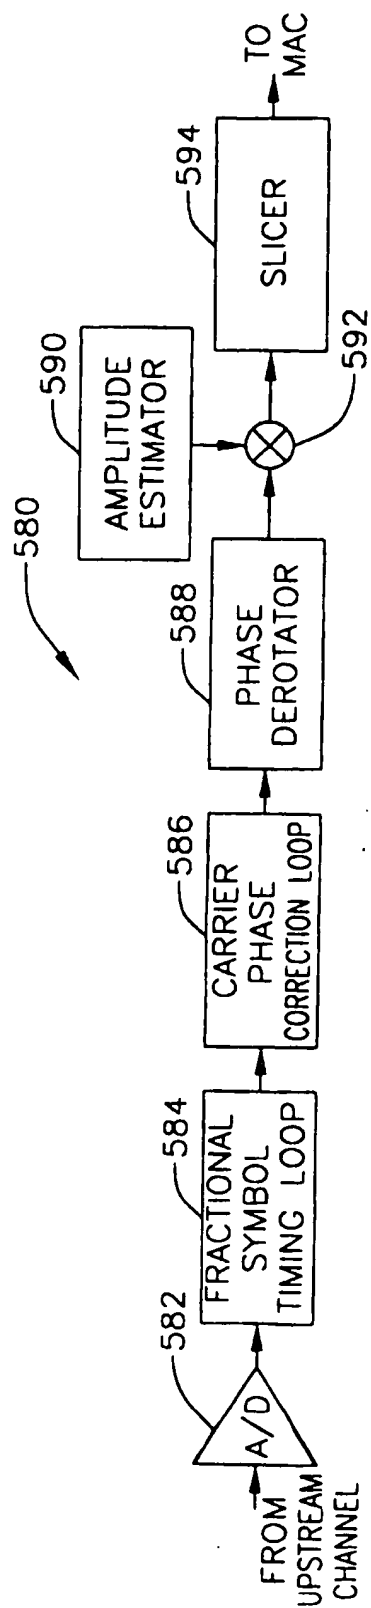 580
FROM
UPSTREAM
CHANNEL
582
A/D
584
FRACTIONAL
SYMBOL
TIMING LOOP
586
CARRIER
PHASE
CORRECTION LOOP
588
PHASE
DEROTATOR
590
AMPLITUDE
ESTIMATOR
592
594
SLICER
TO
MAC